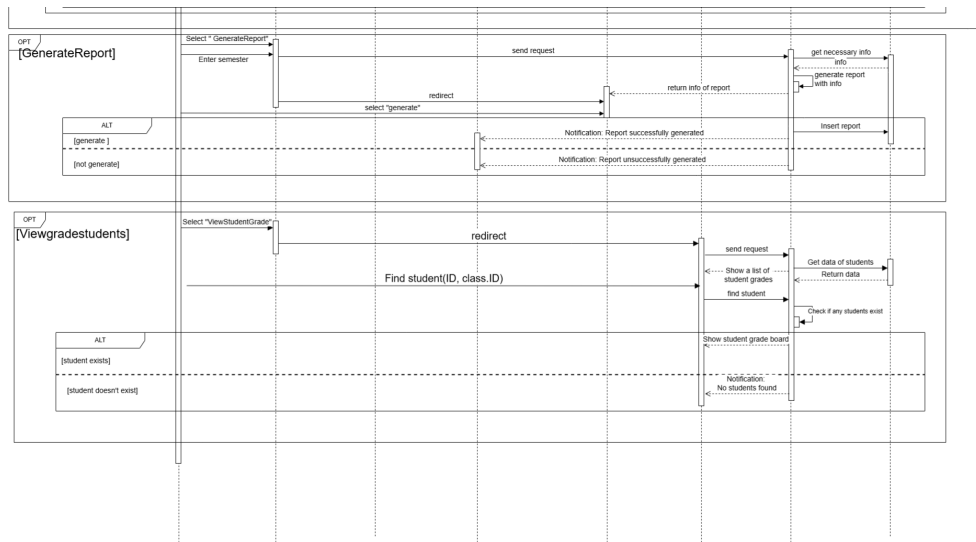 OPT
[GenerateReport]
Select " GenerateReport"
Enter semester
send request
get necessary info
info
generate report
with info
return info of report
redirect
select "generate"
ALT
[generate ]
Notification: Report successfully generated
Insert report
[not generate]
Notification: Report unsuccessfully generated
OPT
[Viewgradestudents]
Select "ViewStudentGrade"
redirect
send request
Get data of students
Show a list of
student grades
Return data
Find student(ID, class.ID)
find student
Check if any students exist
ALT
Show student grade board
[student exists]
Notification:
No students found
[student doesn't exist]